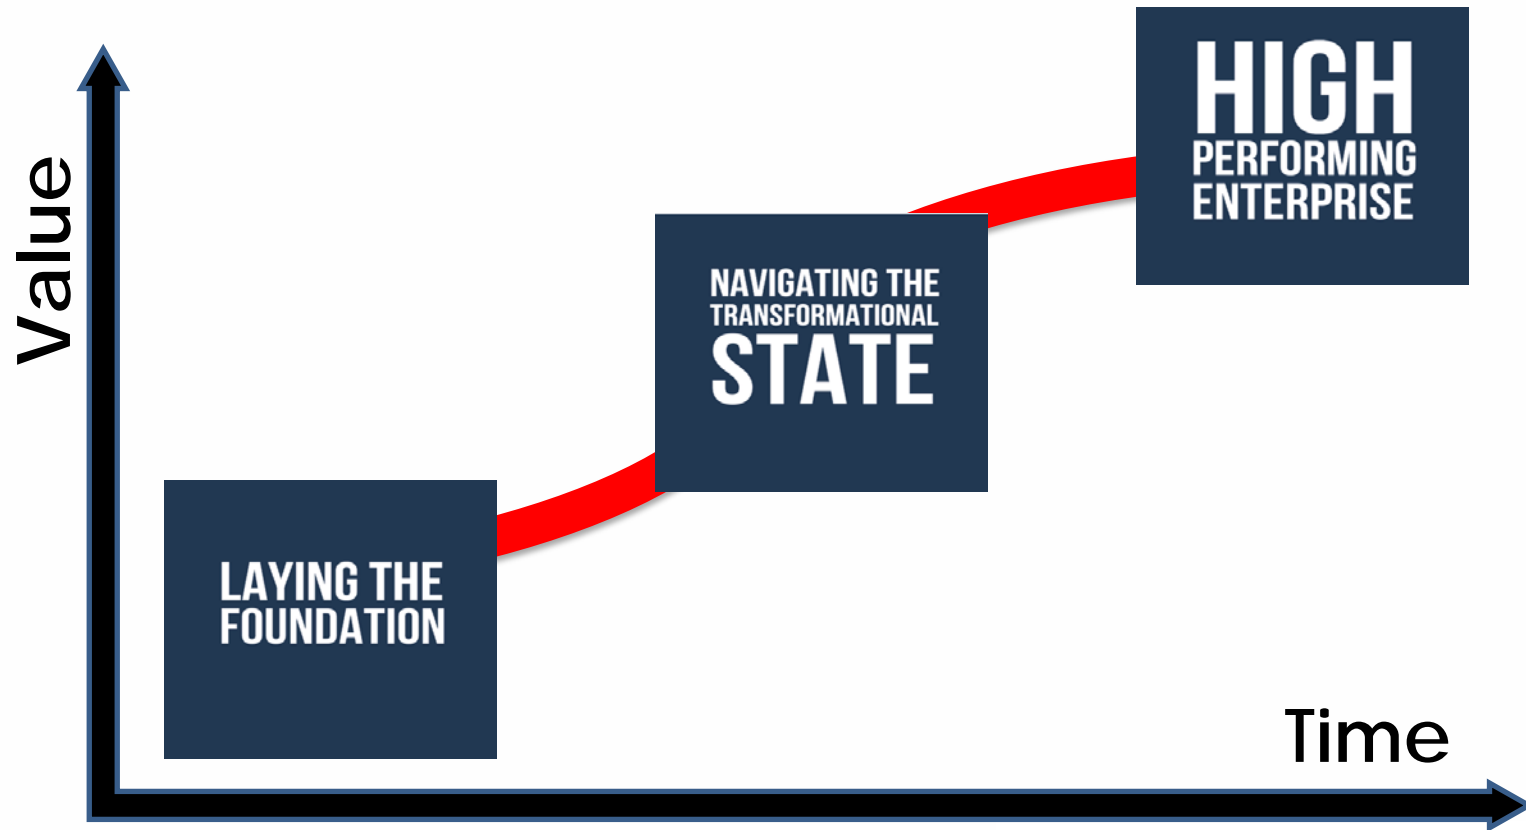 HIGH
PERFORMING
ENTERPRISE
Value
NAVIGATING THE
TRANSFORMATIONAL
STATE
LAYING THE
FOUNDATION
Time